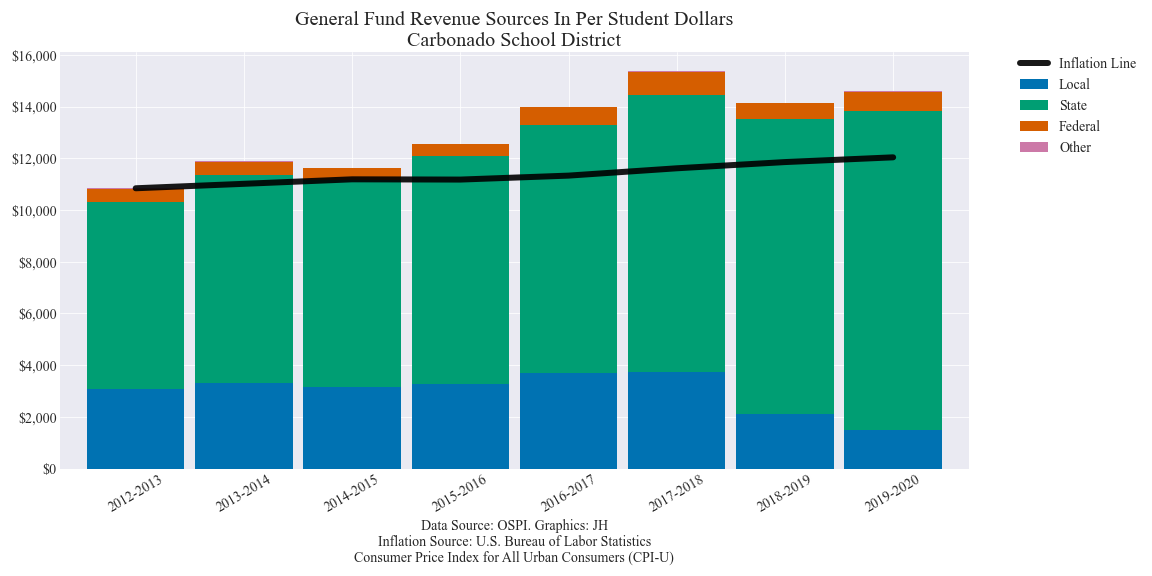 General Fund Revenue Sources In Per Student Dollars
Carbonado School District
$16,000
$14,000
$12,000
$10,000
$8,000
$6,000
$4,000
$2,000
$0
Inflation Line
Local
State
Federal
Other
2012-2013
2013-2014
2014-2015
2015-2016
2016-2017
2017-2018
2018-2019
2019-2020
Data Source: OSPI. Graphics: JH
Inflation Source: U.S. Bureau of Labor Statistics
Consumer Price Index for All Urban Consumers (CPI-U)